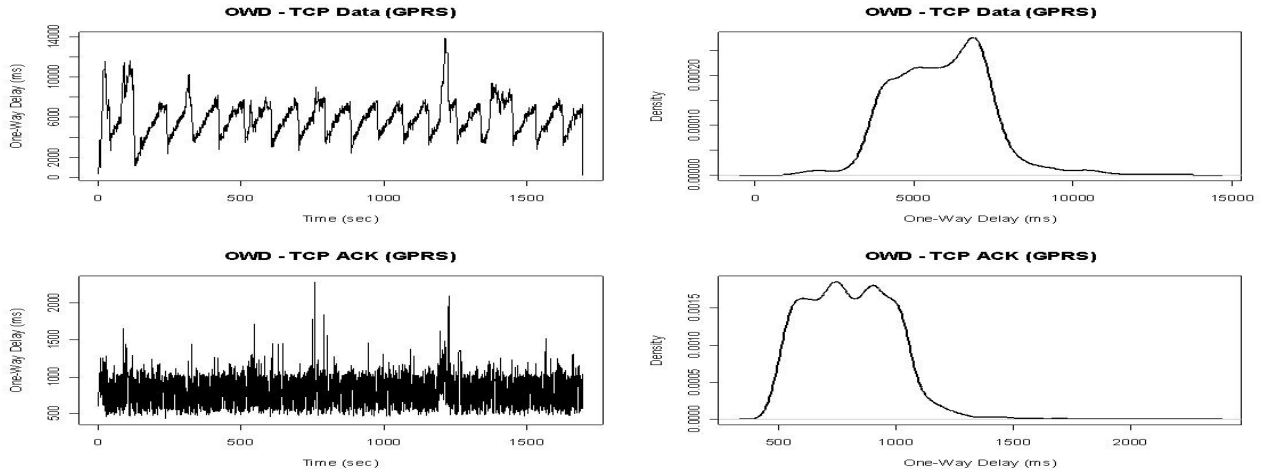 OWD - TCP Data (GPRS)
One-Way Delay (ms)
0 2000 6000 10000 14000
0 500 1000 1500
Time (sec)
OWD - TCP Data (GPRS)
Density
0.00000 0.00010 0.00020
0 5000 10000 15000
One-Way Delay (ms)
OWD - TCP ACK (GPRS)
One-Way Delay (ms)
500 1000 1500 2000
0 500 1000 1500
Time (sec)
OWD - TCP ACK (GPRS)
Density
0.0000 0.0005 0.0010 0.0015
500 1000 1500 2000
One-Way Delay (ms)